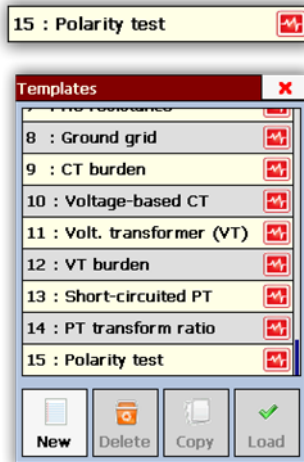 15 : Polarity test
Templates
8 : Ground grid
9 : CT burden
10 : Voltage-based CT
11 : Volt. transformer (VT)
12 : VT burden
13 : Short-circuited PT
14 : PT transform ratio
15 : Polarity test
New Delete Copy Load